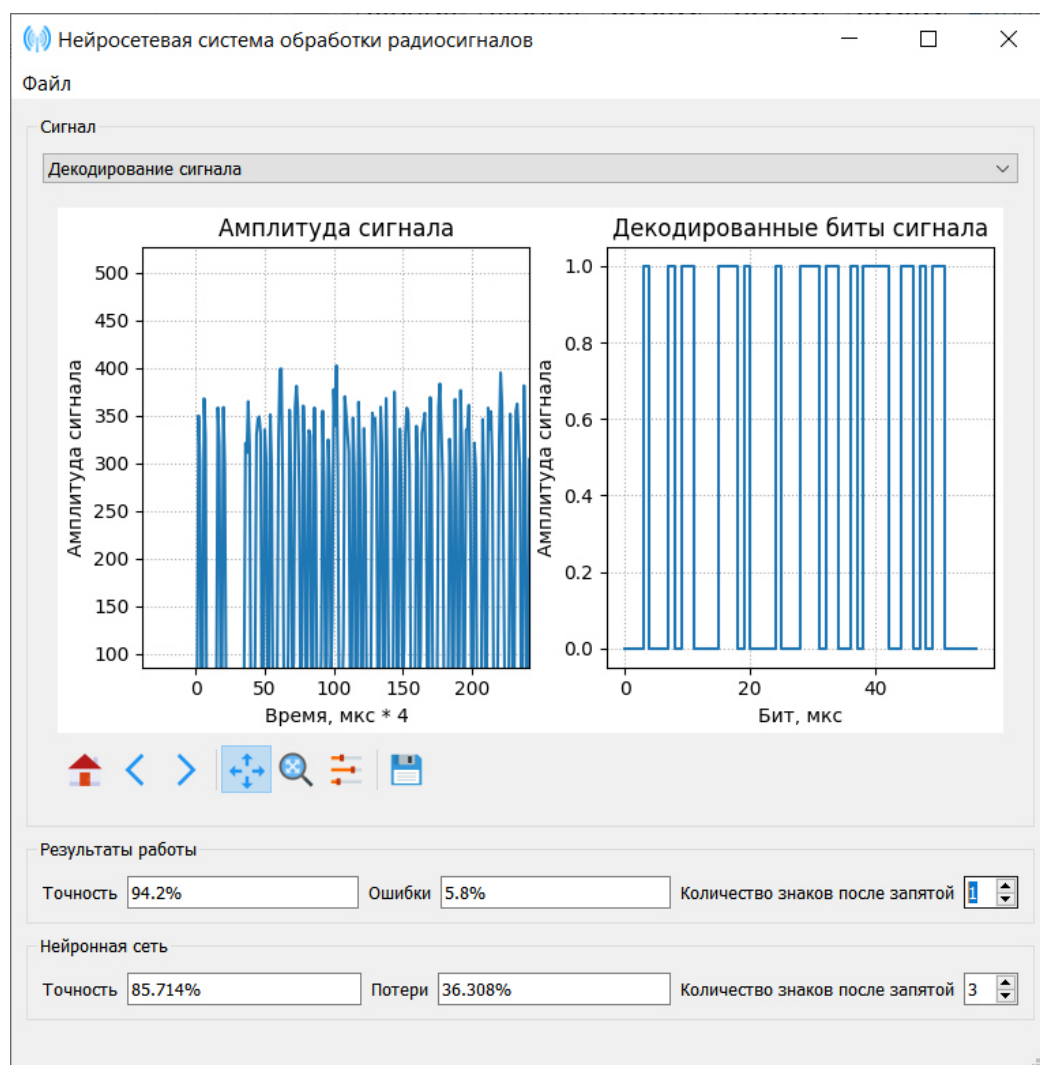 Нейросетевая система обработки радиосигналов
Файл
Сигнал
Декодирование сигнала
Амплитуда сигнала
Декодированные биты сигнала
500
450
400
350
300
250
200
150
100
Амплитуда сигнала
0 50 100 150 200
Время, мкс * 4
1.0
0.8
0.6
0.4
0.2
0.0
Амплитуда сигнала
0 20 40
Бит, мкс
Результаты работы
Точность 94.2% Ошибки 5.8% Количество знаков после запятой 1
Нейронная сеть
Точность 85.714% Потери 36.308% Количество знаков после запятой 3